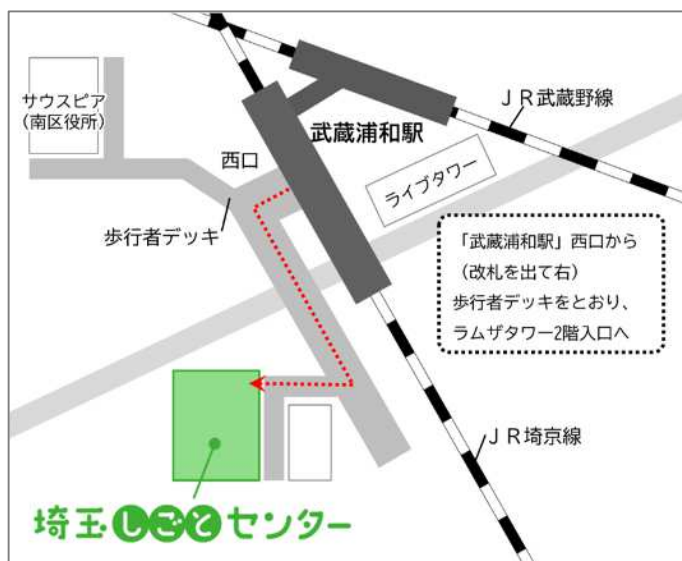 サウスピア
(南区役所)
西口
武蔵浦和駅
JR武蔵野線
ライブタワー
歩行者デッキ
「武蔵浦和駅」西口から
(改札を出て右)
歩行者デッキをとおり、
ラムザタワー2階入口へ
JR埼京線
埼玉しごとセンター